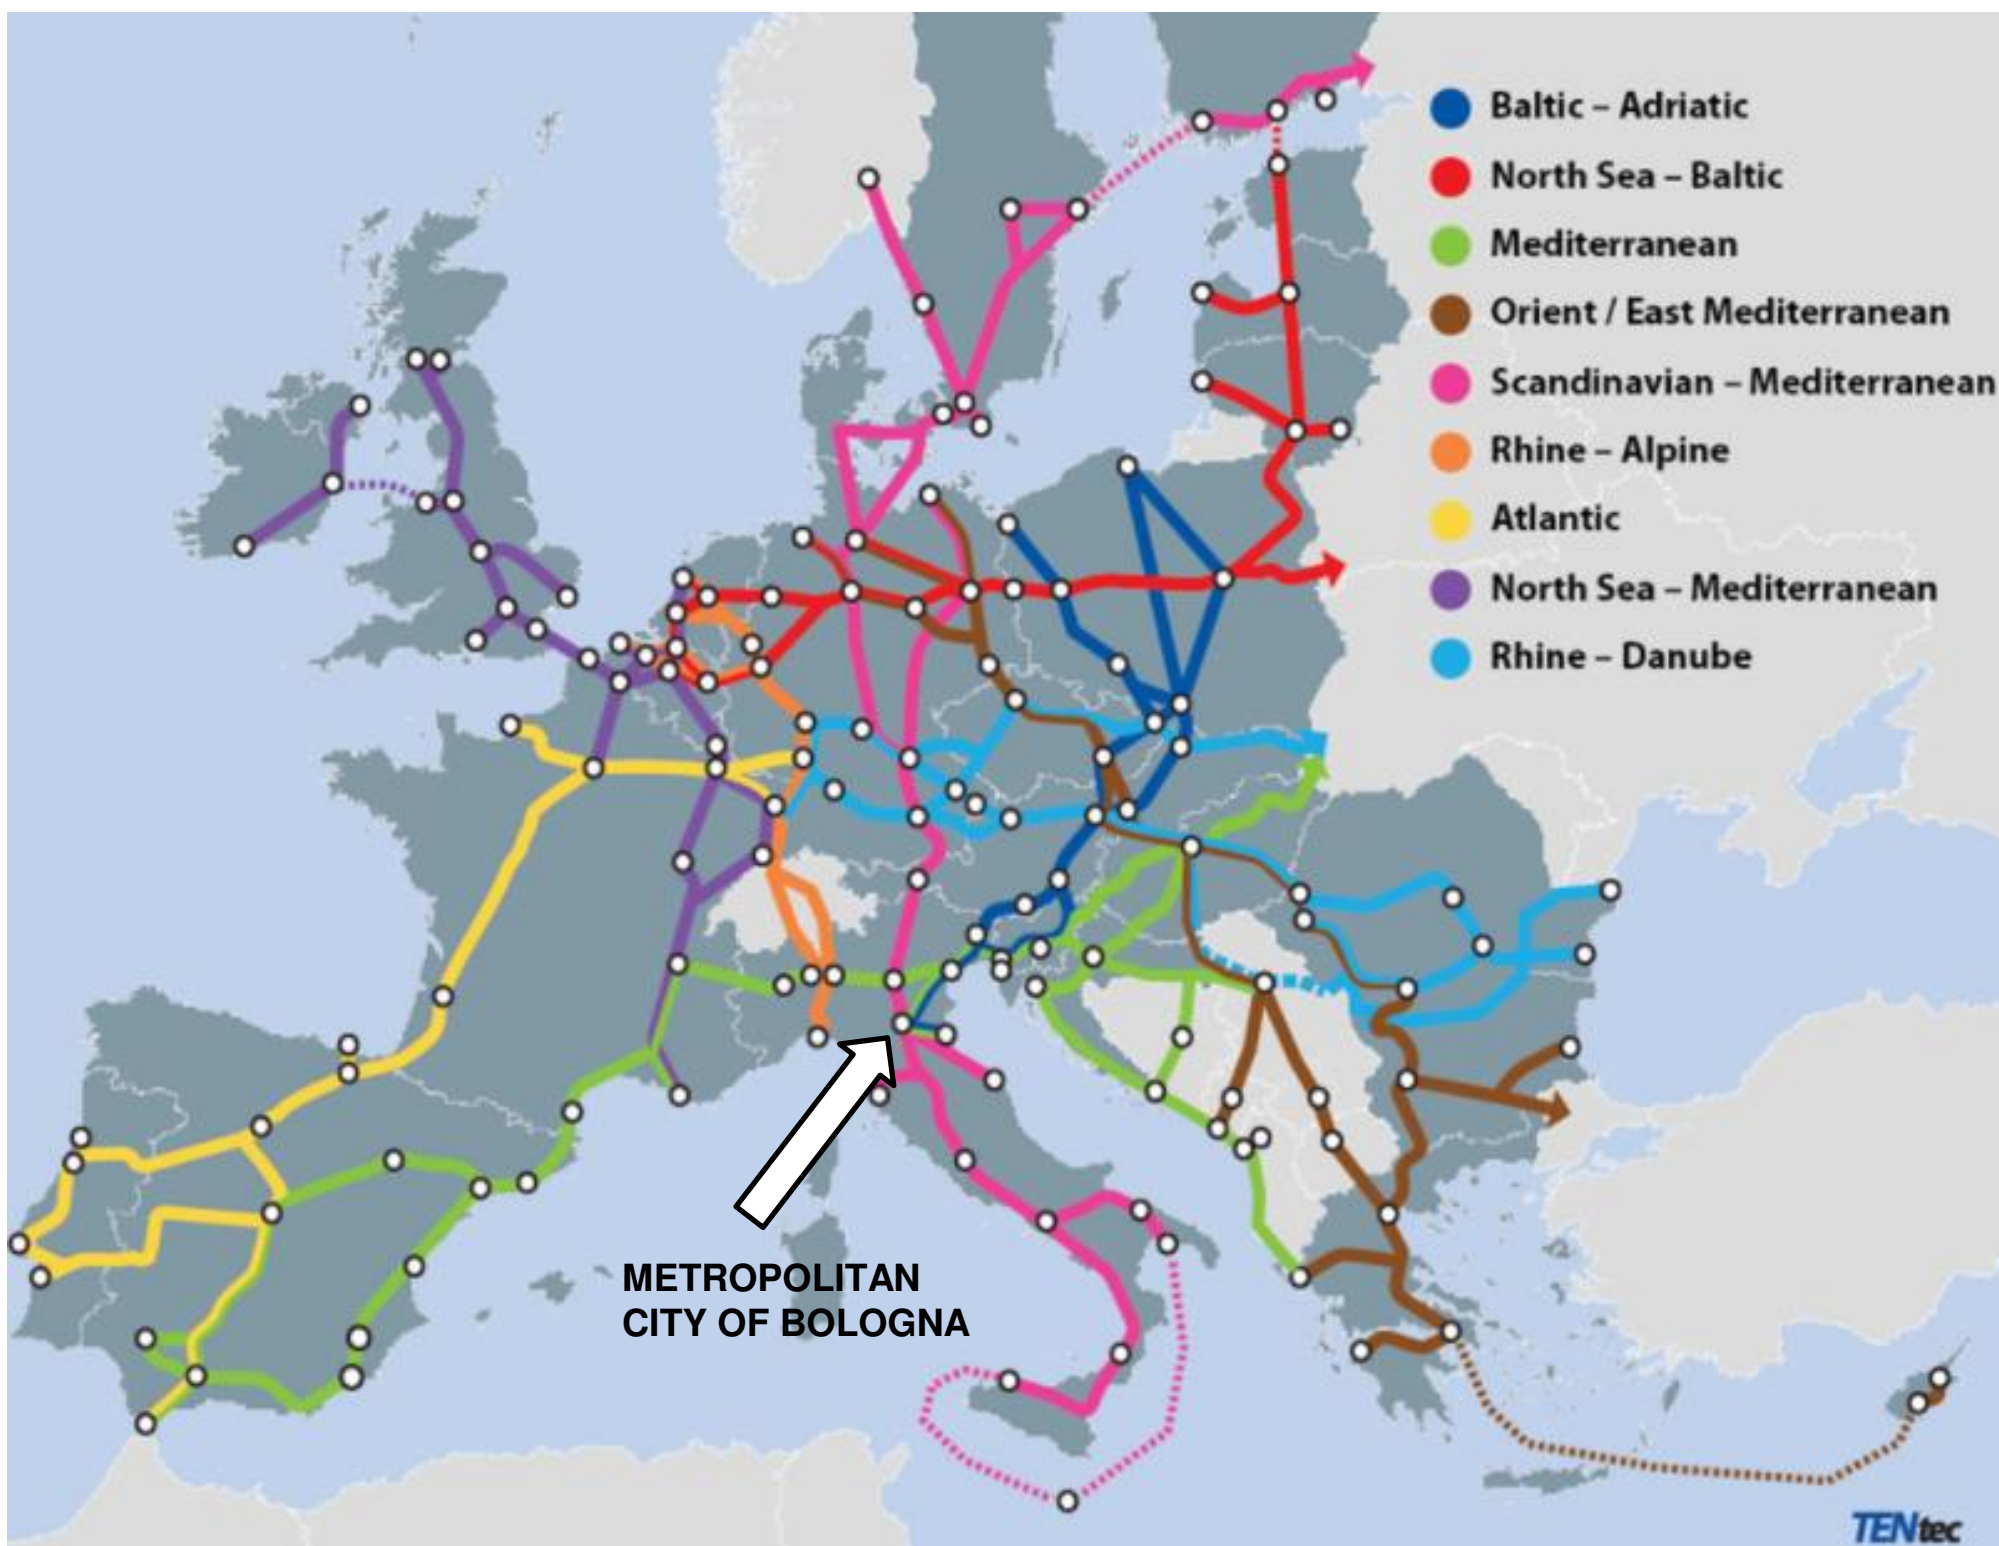 Baltic – Adriatic
North Sea – Baltic
Mediterranean
Orient / East Mediterranean
Scandinavian – Mediterranean
Rhine – Alpine
Atlantic
North Sea – Mediterranean
Rhine – Danube
METROPOLITAN
CITY OF BOLOGNA
TENtec